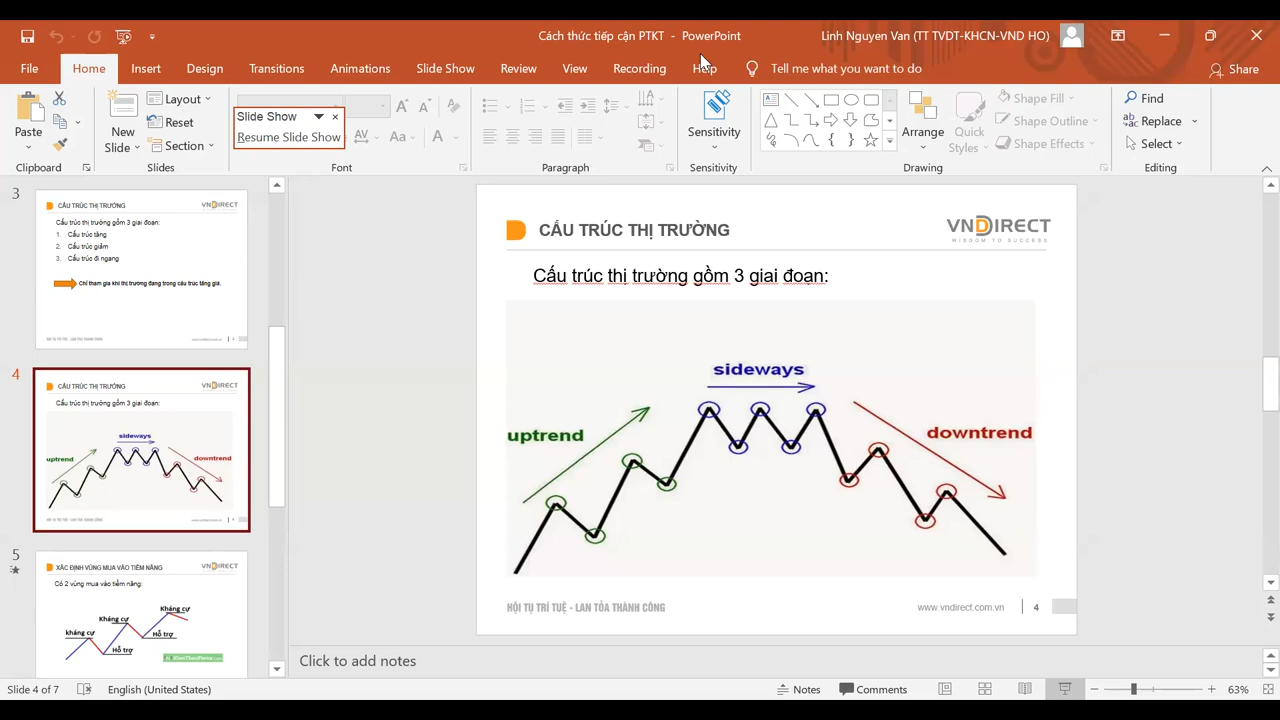 Cách thức tiếp cận PTKT - PowerPoint
Linh Nguyen Van (TT TVDT-KHCN-VND HO)
File Home Insert Design Transitions Animations Slide Show Review View Recording Help Tell me what you want to do Share
Paste
Clipboard
New Slide
Layout
Reset
Section
Slides
Slide Show
Resume Slide Show
AV
Aa
A
Font
Paragraph
Sensitivity
Sensitivity
Arrange
Quick Styles
Shape Fill
Shape Outline
Shape Effects
Drawing
Find
Replace
Select
Editing
3
CẤU TRÚC THỊ TRƯỜNG
VNDIRECT
Cấu trúc thị trường gồm 3 giai đoạn:
1. Cấu trúc tăng
2. Cấu trúc giảm
3. Cấu trúc đi ngang
Chỉ tham gia khi thị trường đang trong cấu trúc tăng giá.
4
CẤU TRÚC THỊ TRƯỜNG
VNDIRECT
Cấu trúc thị trường gồm 3 giai đoạn:
sideways
uptrend
downtrend
5
XÁC ĐỊNH VÙNG MUA VÀO TIỀM NĂNG
VNDIRECT
Có 2 vùng mua vào tiềm năng:
Kháng cự
Kháng cự
kháng cự
Hỗ trợ
Hỗ trợ
CẤU TRÚC THỊ TRƯỜNG
VNDIRECT
WISDOM TO SUCCESS
Cấu trúc thị trường gồm 3 giai đoạn:
sideways
uptrend
downtrend
HỘI TỤ TRÍ TUỆ - LAN TỎA THÀNH CÔNG
www.vndirect.com.vn
4
Click to add notes
Slide 4 of 7
English (United States)
Notes
Comments
63%